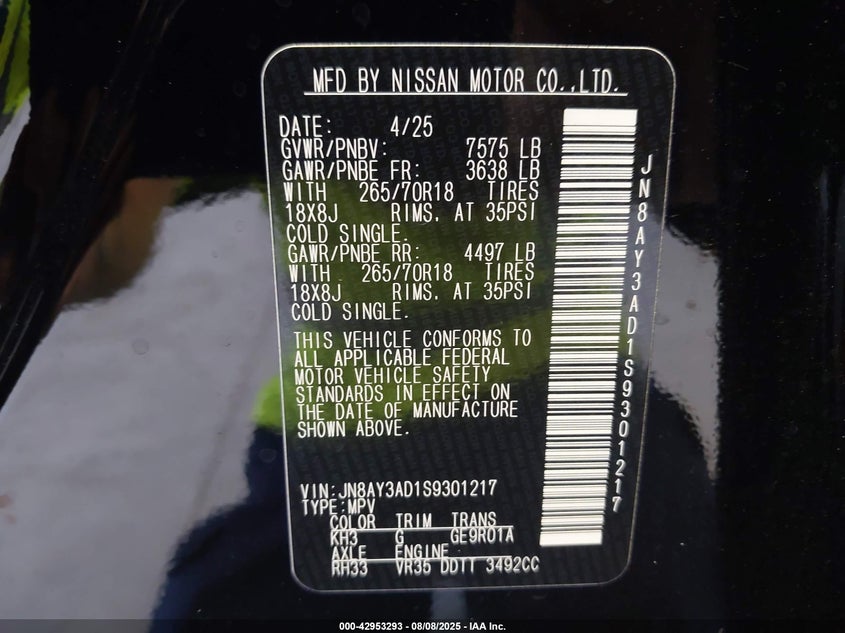 MFD BY NISSAN MOTOR CO.,LTD.
DATE: 4/25
GVWR/PNBV: 7575 LB
GAWR/PNBE FR: 3638 LB
WITH 265/70R18 TIRES
18X8J RIMS. AT 35PSI
COLD SINGLE.
GAWR/PNBE RR: 4497 LB
WITH 265/70R18 TIRES
18X8J RIMS. AT 35PSI
COLD SINGLE.
THIS VEHICLE CONFORMS TO
ALL APPLICABLE FEDERAL
MOTOR VEHICLE SAFETY
STANDARDS IN EFFECT ON
THE DATE OF MANUFACTURE
SHOWN ABOVE.
VIN:JN8AY3AD1S9301217
TYPE:MPV
COLOR TRIM TRANS
KH3 G GE9R01A
AXLE ENGINE
RH33 VR35 DDTT 3492CC
JN8AY3AD1S9301217
000-42953293 - 08/08/2025 - IAA Inc.